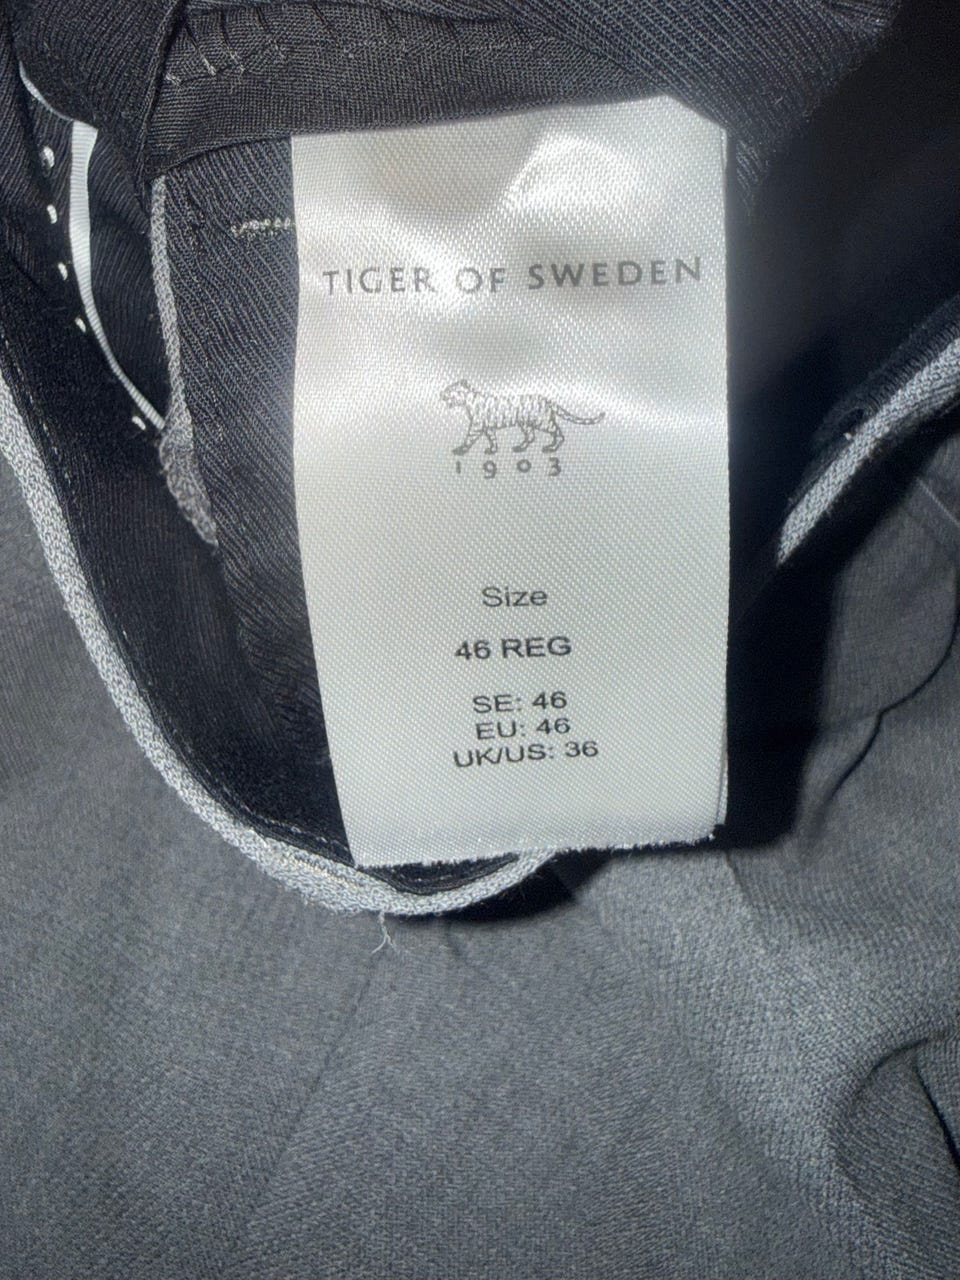 TIGER OF SWEDEN
1903
Size
46 REG
SE: 46
EU: 46
UK/US: 36